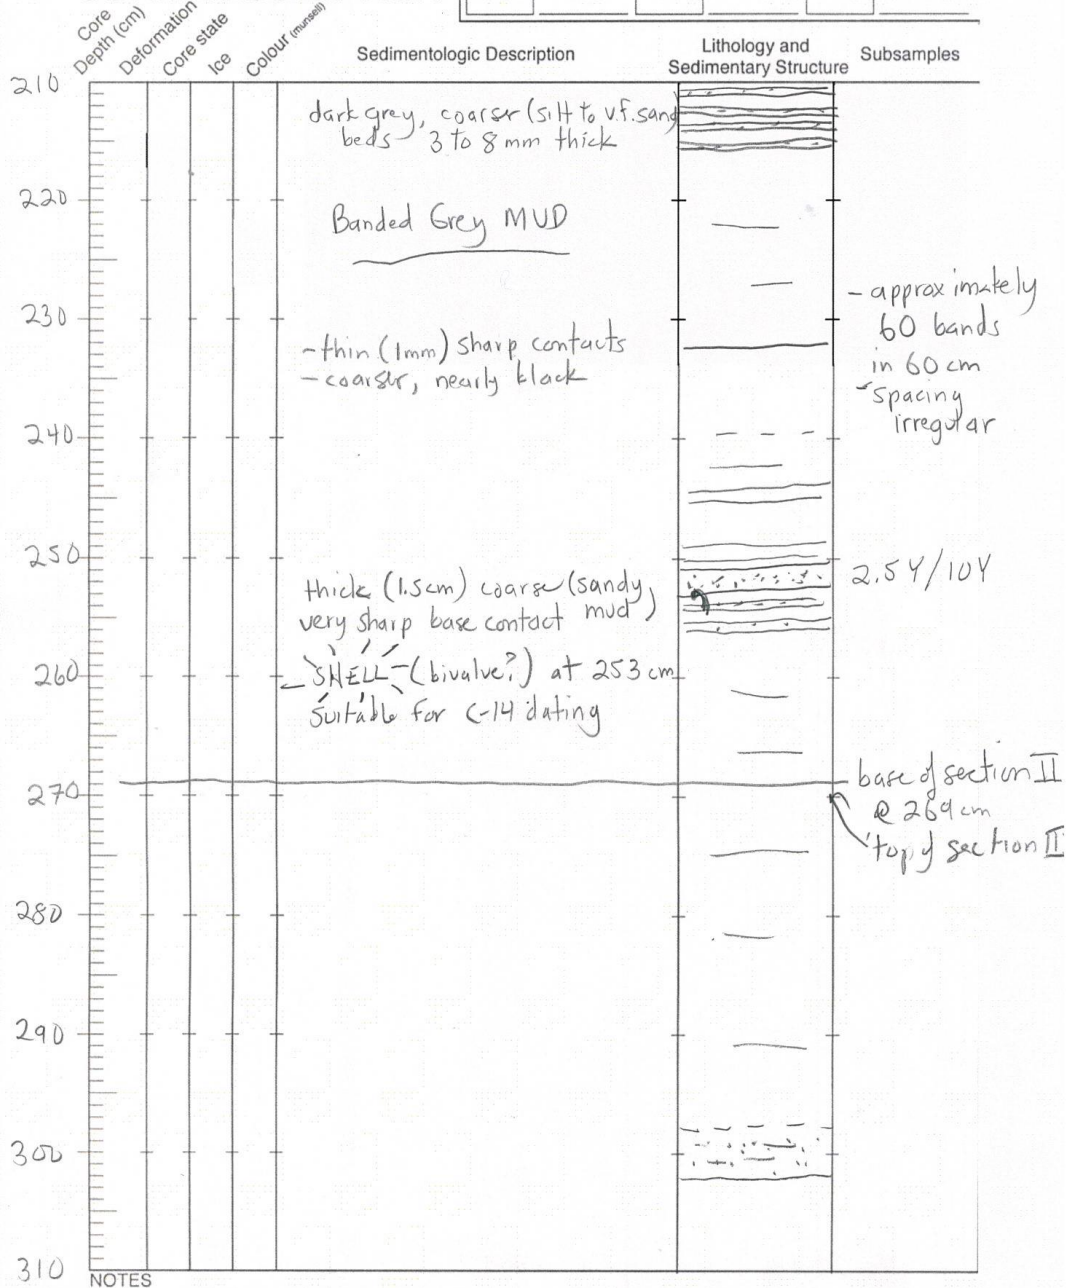 Core
Depth (cm)
Deformation
Core state
Ice
Colour (munsell)
Sedimentologic Description
Lithology and
Sedimentary Structure
Subsamples
210
dark grey, coarser (silt to v.f. sand
beds 3 to 8 mm thick
220
Banded Grey MUD
230
- approximately
60 bands
in 60 cm
- spacing
irregular
- thin (1mm) sharp contacts
- coarser, nearly black
240
250
2.5Y/10Y
thick (1.5cm) coarse (sandy
very sharp base contact mud)
260
- SHELL - (bivalve?) at 253 cm
Suitable for C-14 dating
270
base of section II
@ 269 cm
top of section II
280
290
300
310
NOTES